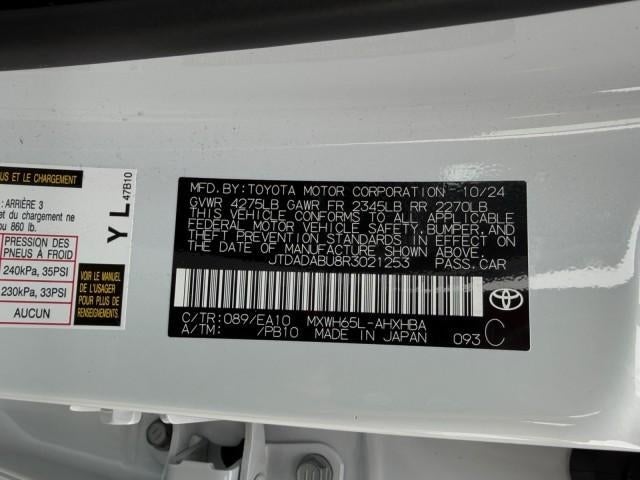 US ET LE CHARGEMENT
: ARRIÈRE 3
et du chargement ne
ou 860 lb.
PRESSION DES
PNEUS À FROID
240kPa, 35PSI
230kPa, 33PSI
AUCUN
VOIR LE MANUEL
DE L'USAGER
POUR PLUS DE
RENSEIGNEMENTS
YL
47B10
MFD.BY:TOYOTA MOTOR CORPORATION 10/24
GVWR 4275LB GAWR FR 2345LB RR 2270LB
THIS VEHICLE CONFORMS TO ALL APPLICABLE
FEDERAL MOTOR VEHICLE SAFETY,BUMPER,AND
THEFT PREVENTION STANDARDS IN EFFECT ON
THE DATE OF MANUFACTURE SHOWN ABOVE.
JTDADABU8R3021253 PASS.CAR
C/TR:089/EA10 MXWH65L-AHXHBA
A/TM: /PB10 MADE IN JAPAN 093
C